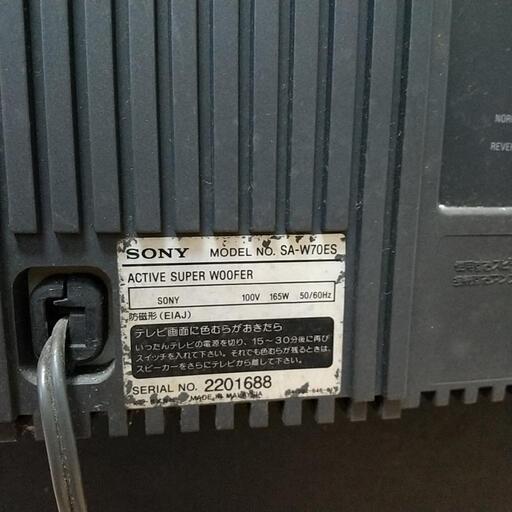 SONY MODEL NO. SA-W70ES
ACTIVE SUPER WOOFER
SONY 100V 165W 50/60Hz
防磁形(EIAJ)
テレビ画面に色むらがおきたら
いったんテレビの電源を切り、15〜30分後に再び
スイッチを入れて下さい。それでも色むらが残るときは、
スピーカーをさらにテレビから離して下さい。
SERIAL NO. 2201688
MADE IN MALAYSIA
NOR
REVER